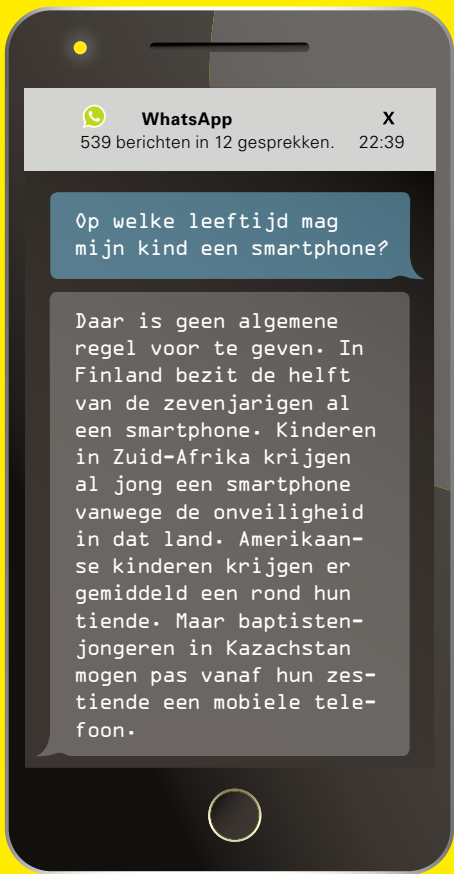 WhatsApp X
539 berichten in 12 gesprekken. 22:39
Op welke leeftijd mag
mijn kind een smartphone?
Daar is geen algemene
regel voor te geven. In
Finland bezit de helft
van de zevenjarigen al
een smartphone. Kinderen
in Zuid-Afrika krijgen
al jong een smartphone
vanwege de onveiligheid
in dat land. Amerikaan-
se kinderen krijgen er
gemiddeld een rond hun
tiende. Maar baptisten-
jongeren in Kazachstan
mogen pas vanaf hun zes-
tiende een mobiele tele-
foon.